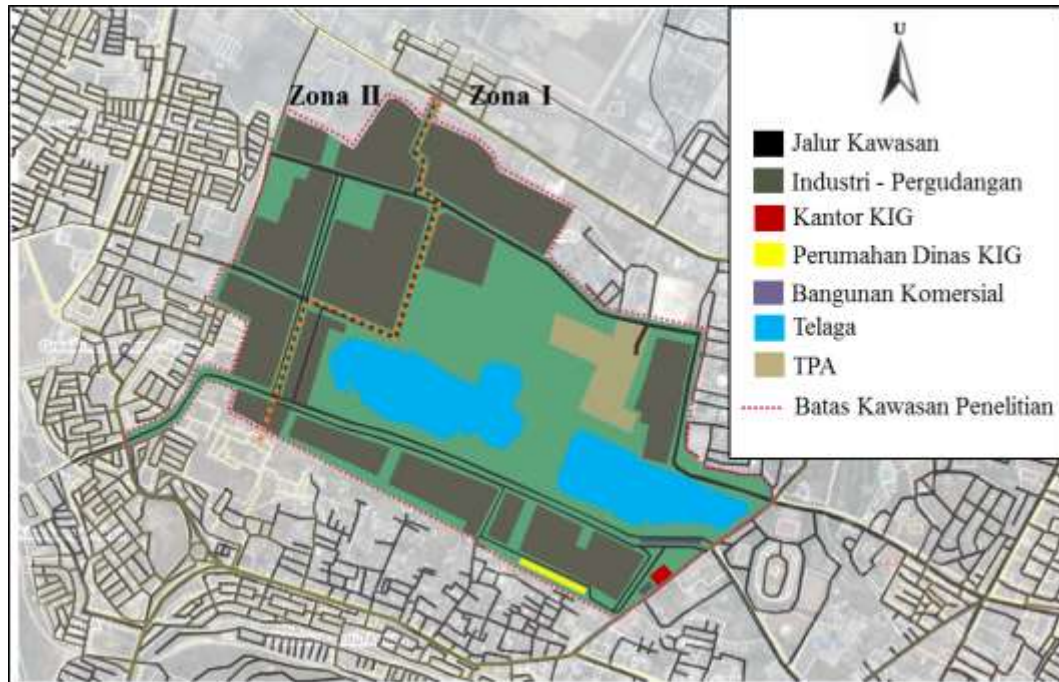 Zona II
Zona I
U
Jalur Kawasan
Industri - Pergudangan
Kantor KIG
Perumahan Dinas KIG
Bangunan Komersial
Telaga
TPA
Batas Kawasan Penelitian